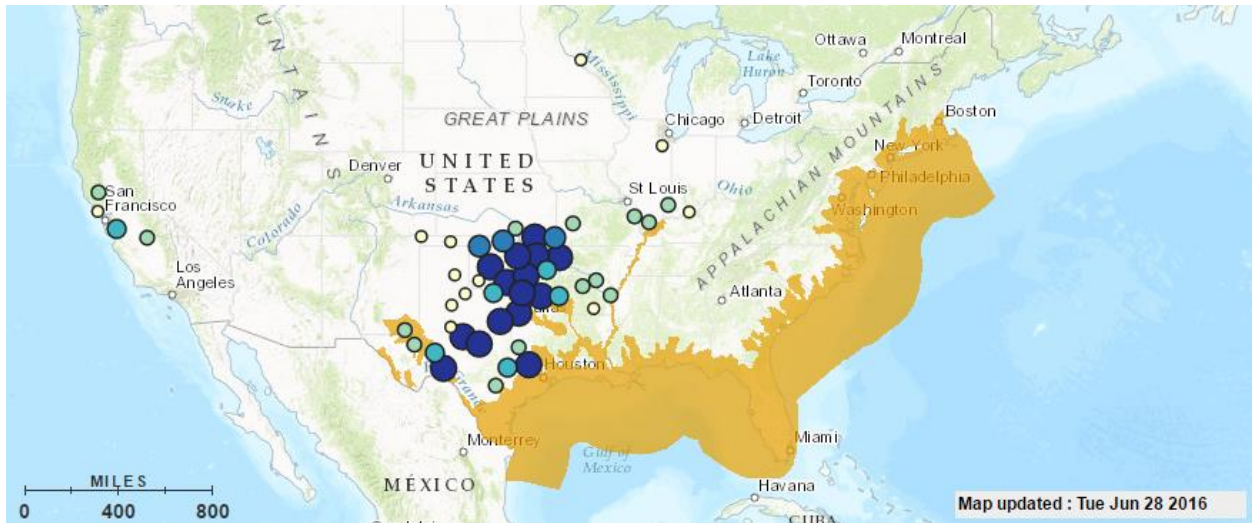 UNITED
STATES
GREAT PLAINS
APPALACHIAN MOUNTAINS
Ottawa
Montreal
Lake
Huron
Toronto
Boston
Mississippi
Chicago
Detroit
New York
Philadelphia
Washington
Snake
Denver
Arkansas
St Louis
Ohio
San
Francisco
Colorado
Los
Angeles
Atlanta
Houston
Monterrey
Gulf of
Mexico
Miami
Havana
CUBA
MÉXICO
MILES
0 400 800
Map updated : Tue Jun 28 2016